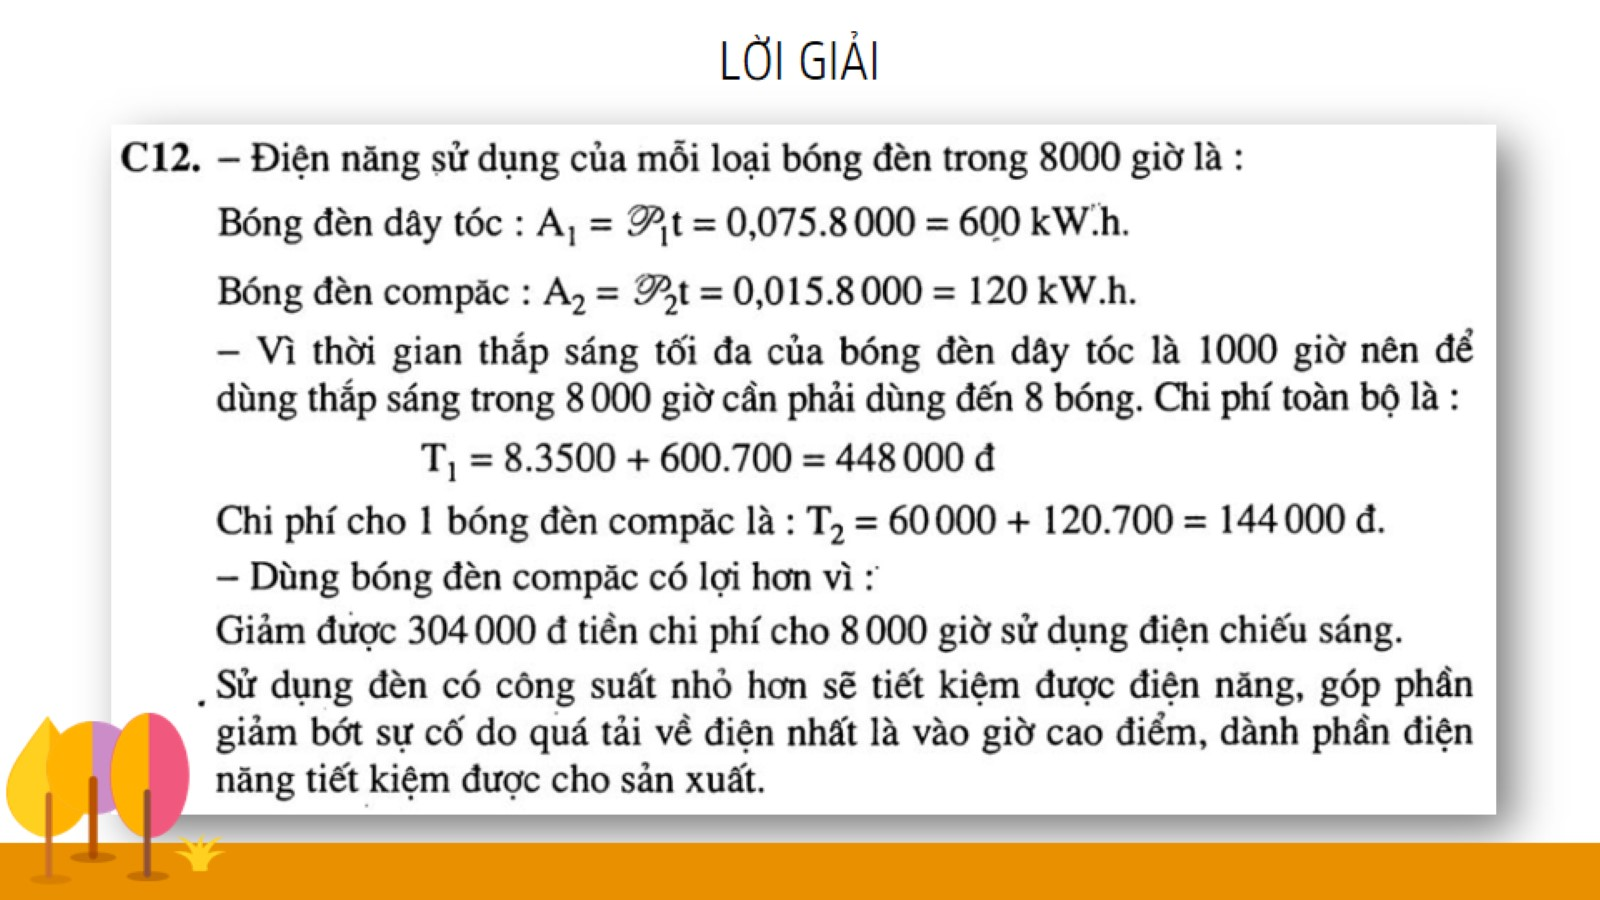 LỜI GIẢI
C12. – Điện năng sử dụng của mỗi loại bóng đèn trong 8000 giờ là :
Bóng đèn dây tóc : A₁ = 𝒫₁t = 0,075.8 000 = 600 kW.h.
Bóng đèn compăc : A₂ = 𝒫₂t = 0,015.8 000 = 120 kW.h.
– Vì thời gian thắp sáng tối đa của bóng đèn dây tóc là 1000 giờ nên để
dùng thắp sáng trong 8 000 giờ cần phải dùng đến 8 bóng. Chi phí toàn bộ là :
T₁ = 8.3500 + 600.700 = 448 000 đ
Chi phí cho 1 bóng đèn compăc là : T₂ = 60 000 + 120.700 = 144 000 đ.
– Dùng bóng đèn compăc có lợi hơn vì :
Giảm được 304 000 đ tiền chi phí cho 8 000 giờ sử dụng điện chiếu sáng.
Sử dụng đèn có công suất nhỏ hơn sẽ tiết kiệm được điện năng, góp phần
giảm bớt sự cố do quá tải về điện nhất là vào giờ cao điểm, dành phần điện
năng tiết kiệm được cho sản xuất.